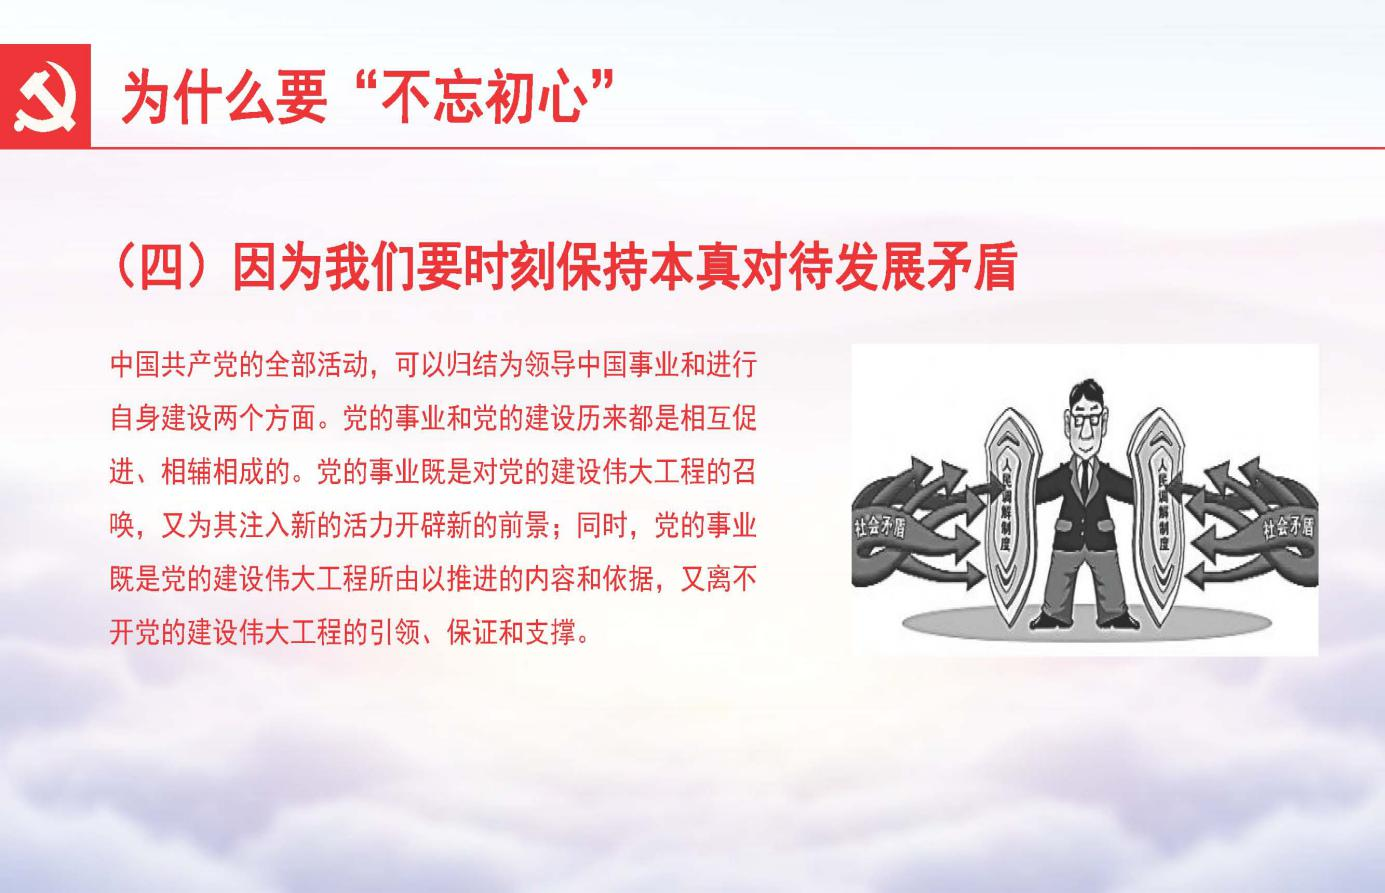 为什么要“不忘初心”
（四）因为我们要时刻保持本真对待发展矛盾
中国共产党的全部活动，可以归结为领导中国事业和进行
自身建设两个方面。党的事业和党的建设历来都是相互促
进、相辅相成的。党的事业既是对党的建设伟大工程的召
唤，又为其注入新的活力开辟新的前景；同时，党的事业
既是党的建设伟大工程所由以推进的内容和依据，又离不
开党的建设伟大工程的引领、保证和支撑。
社会矛盾
人民调解制度
人民调解制度
社会矛盾